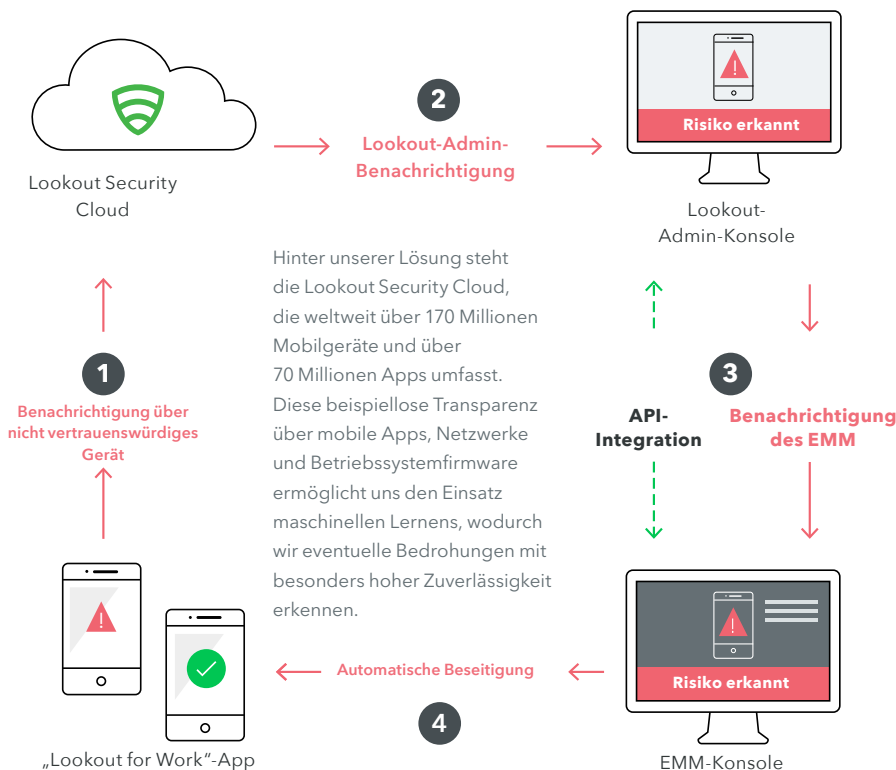 2
Lookout-Admin-
Benachrichtigung
Risiko erkannt
Lookout Security
Cloud
Lookout-
Admin-Konsole
Hinter unserer Lösung steht
die Lookout Security Cloud,
die weltweit über 170 Millionen
Mobilgeräte und über
70 Millionen Apps umfasst.
Diese beispiellose Transparenz
über mobile Apps, Netzwerke
und Betriebssystemfirmware
ermöglicht uns den Einsatz
maschinellen Lernens, wodurch
wir eventuelle Bedrohungen mit
besonders hoher Zuverlässigkeit
erkennen.
1
Benachrichtigung über
nicht vertrauenswürdiges
Gerät
3
API-
Integration
Benachrichtigung
des EMM
Risiko erkannt
Automatische Beseitigung
4
„Lookout for Work“-App
EMM-Konsole